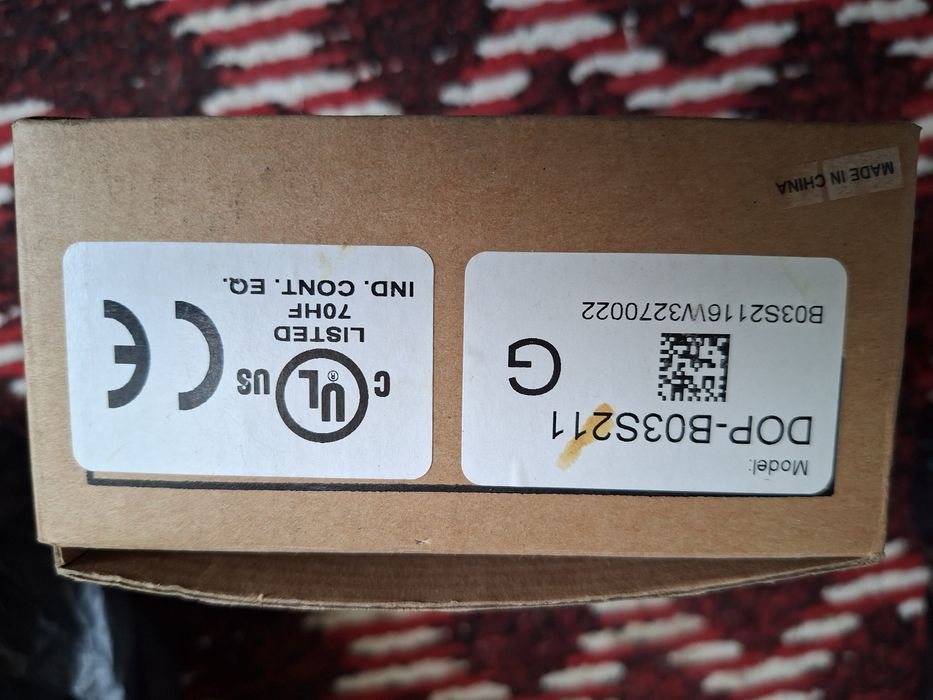 Model:
DOP-B03S211
G
B03S2116W3270022
C UL ® US
LISTED
70HF
IND. CONT. EQ.
CE
MADE IN CHINA